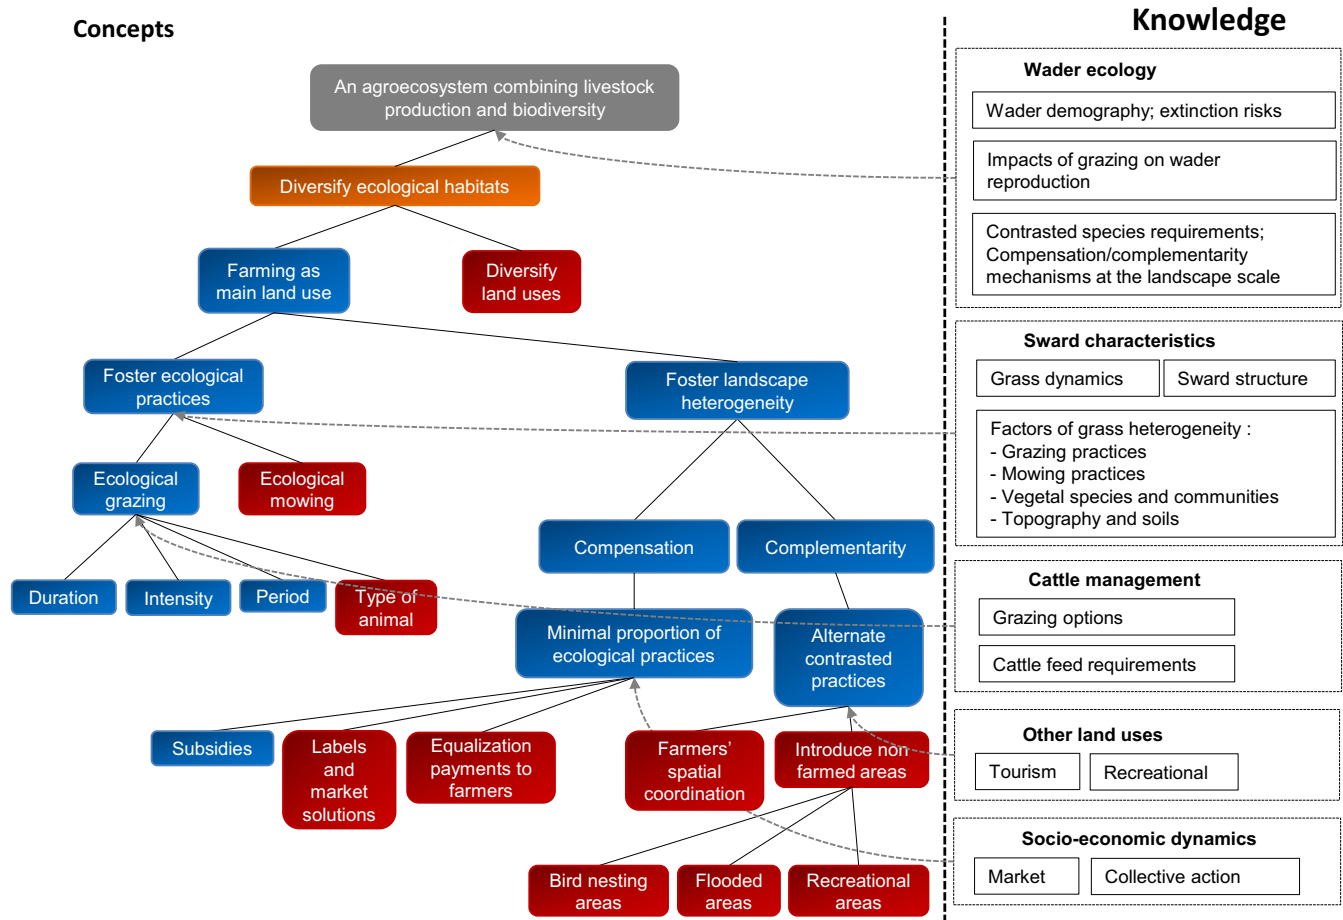 Concepts
Knowledge
An agroecosystem combining livestock
production and biodiversity
Diversify ecological habitats
Farming as
main land use
Diversify
land uses
Foster ecological
practices
Foster landscape
heterogeneity
Ecological
grazing
Ecological
mowing
Compensation
Complementarity
Duration
Intensity
Period
Type of
animal
Minimal proportion of
ecological practices
Alternate
contrasted
practices
Subsidies
Labels
and
market
solutions
Equalization
payments to
farmers
Farmers'
spatial
coordination
Introduce non
farmed areas
Bird nesting
areas
Flooded
areas
Recreational
areas
Wader ecology
Wader demography; extinction risks
Impacts of grazing on wader
reproduction
Contrasted species requirements;
Compensation/complementarity
mechanisms at the landscape scale
Sward characteristics
Grass dynamics
Sward structure
Factors of grass heterogeneity :
- Grazing practices
- Mowing practices
- Vegetal species and communities
- Topography and soils
Cattle management
Grazing options
Cattle feed requirements
Other land uses
Tourism
Recreational
Socio-economic dynamics
Market
Collective action